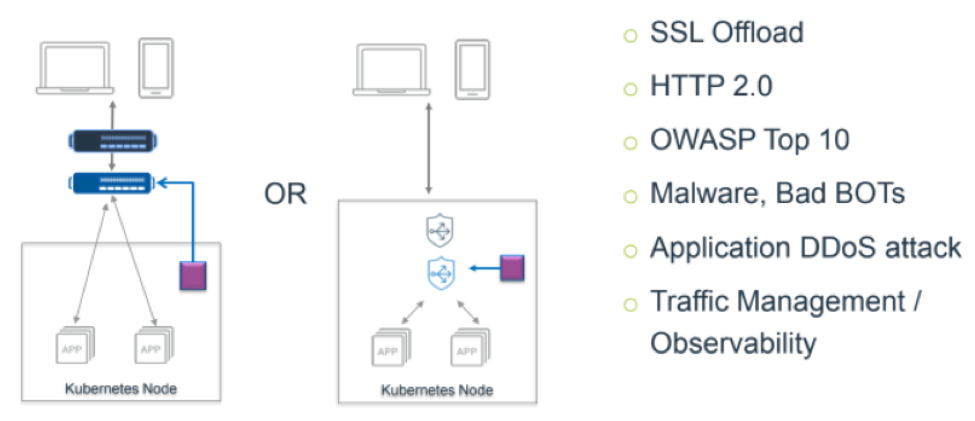 OR
APP
APP
Kubernetes Node
APP
APP
Kubernetes Node
SSL Offload
HTTP 2.0
OWASP Top 10
Malware, Bad BOTs
Application DDoS attack
Traffic Management /
Observability